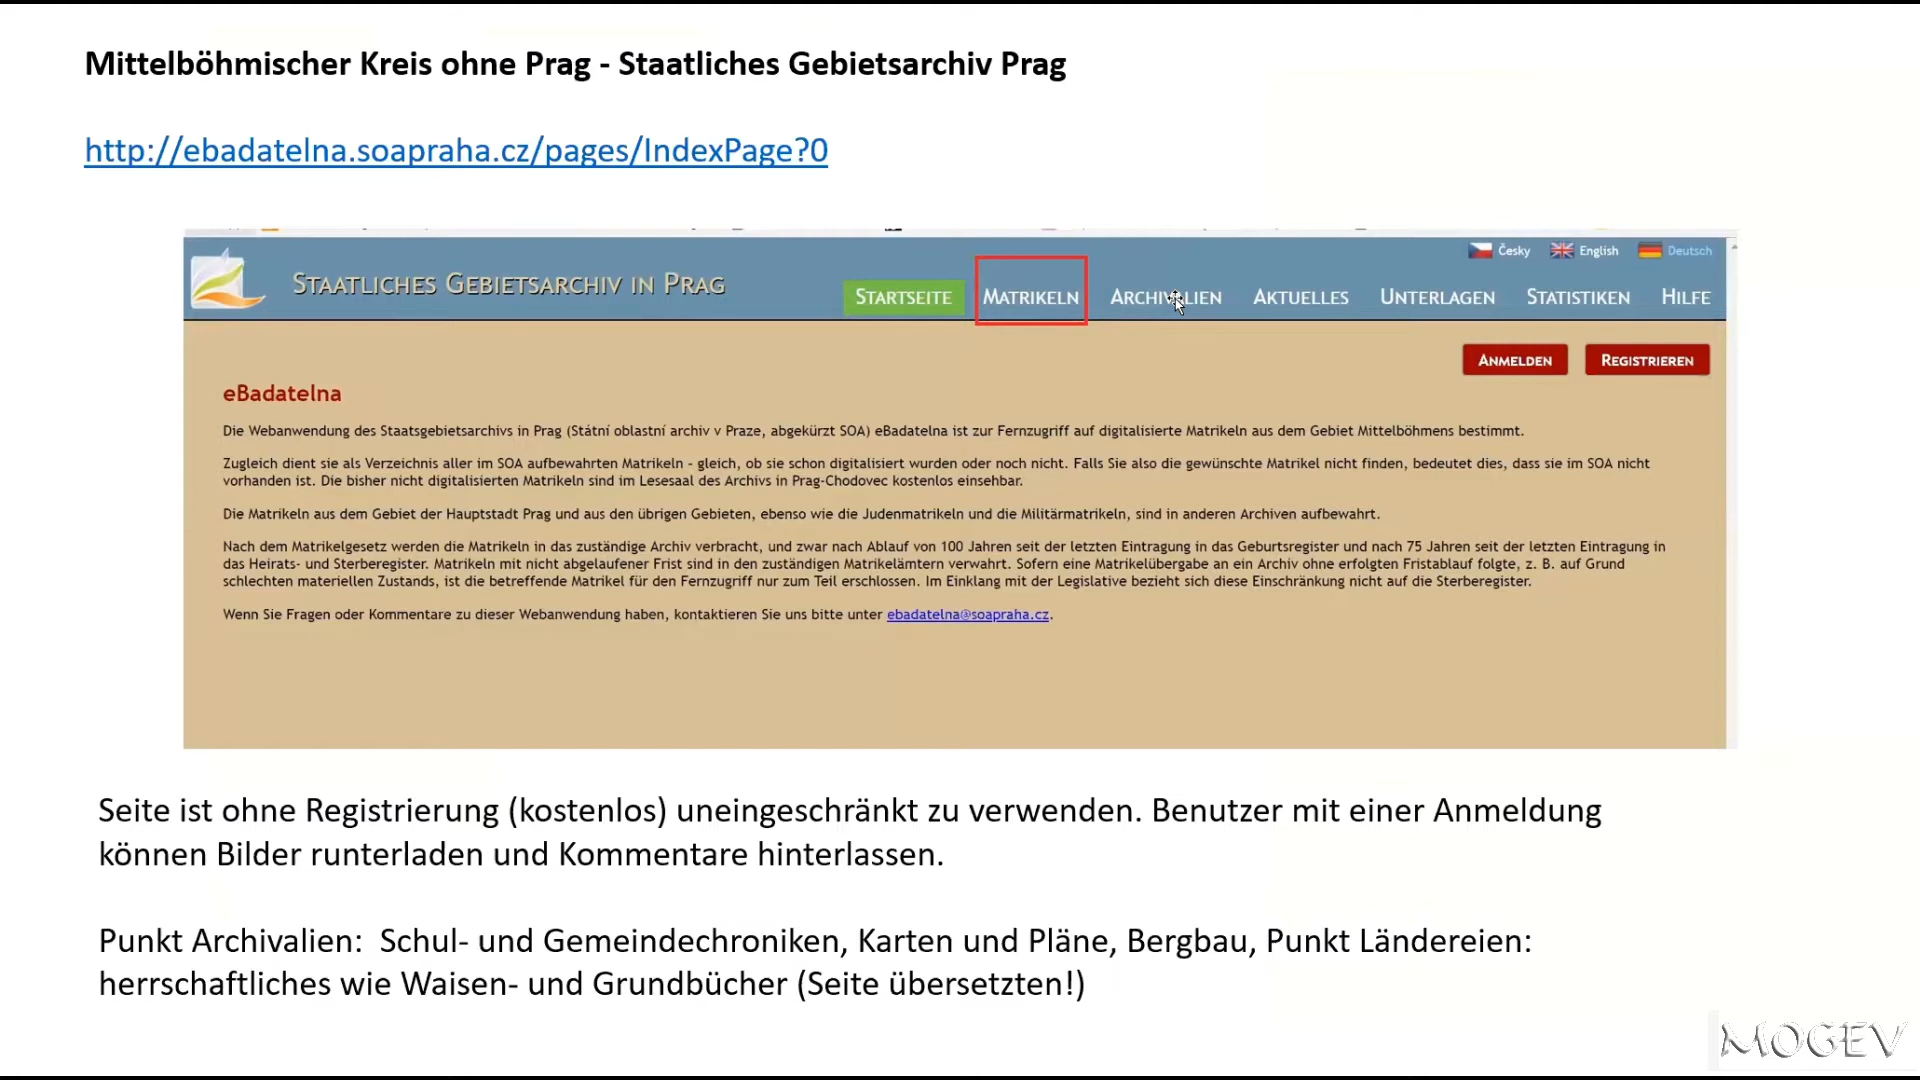 Mittelböhmischer Kreis ohne Prag - Staatliches Gebietsarchiv Prag
http://ebadatelna.soapraha.cz/pages/IndexPage?0
Česky English Deutsch
Staatliches Gebietsarchiv in Prag
Startseite Matrikeln Archivalien Aktuelles Unterlagen Statistiken Hilfe
Anmelden Registrieren
eBadatelna
Die Webanwendung des Staatsgebietsarchivs in Prag (Státní oblastní archiv v Praze, abgekürzt SOA) eBadatelna ist zur Fernzugriff auf digitalisierte Matrikeln aus dem Gebiet Mittelböhmens bestimmt.
Zugleich dient sie als Verzeichnis aller im SOA aufbewahrten Matrikeln - gleich, ob sie schon digitalisiert wurden oder noch nicht. Falls Sie also die gewünschte Matrikel nicht finden, bedeutet dies, dass sie im SOA nicht
vorhanden ist. Die bisher nicht digitalisierten Matrikeln sind im Lesesaal des Archivs in Prag-Chodovec kostenlos einsehbar.
Die Matrikeln aus dem Gebiet der Hauptstadt Prag und aus den übrigen Gebieten, ebenso wie die Judenmatrikeln und die Militärmatrikeln, sind in anderen Archiven aufbewahrt.
Nach dem Matrikelgesetz werden die Matrikeln in das zuständige Archiv verbracht, und zwar nach Ablauf von 100 Jahren seit der letzten Eintragung in das Geburtsregister und nach 75 Jahren seit der letzten Eintragung in
das Heirats- und Sterberegister. Matrikeln mit nicht abgelaufener Frist sind in den zuständigen Matrikelämtern verwahrt. Sofern eine Matrikelübergabe an ein Archiv ohne erfolgten Fristablauf folgte, z. B. auf Grund
schlechten materiellen Zustands, ist die betreffende Matrikel für den Fernzugriff nur zum Teil erschlossen. Im Einklang mit der Legislative bezieht sich diese Einschränkung nicht auf die Sterberegister.
Wenn Sie Fragen oder Kommentare zu dieser Webanwendung haben, kontaktieren Sie uns bitte unter ebadatelna@soapraha.cz.
Seite ist ohne Registrierung (kostenlos) uneingeschränkt zu verwenden. Benutzer mit einer Anmeldung
können Bilder runterladen und Kommentare hinterlassen.
Punkt Archivalien: Schul- und Gemeindechroniken, Karten und Pläne, Bergbau, Punkt Ländereien:
herrschaftliches wie Waisen- und Grundbücher (Seite übersetzten!)
MOGEV